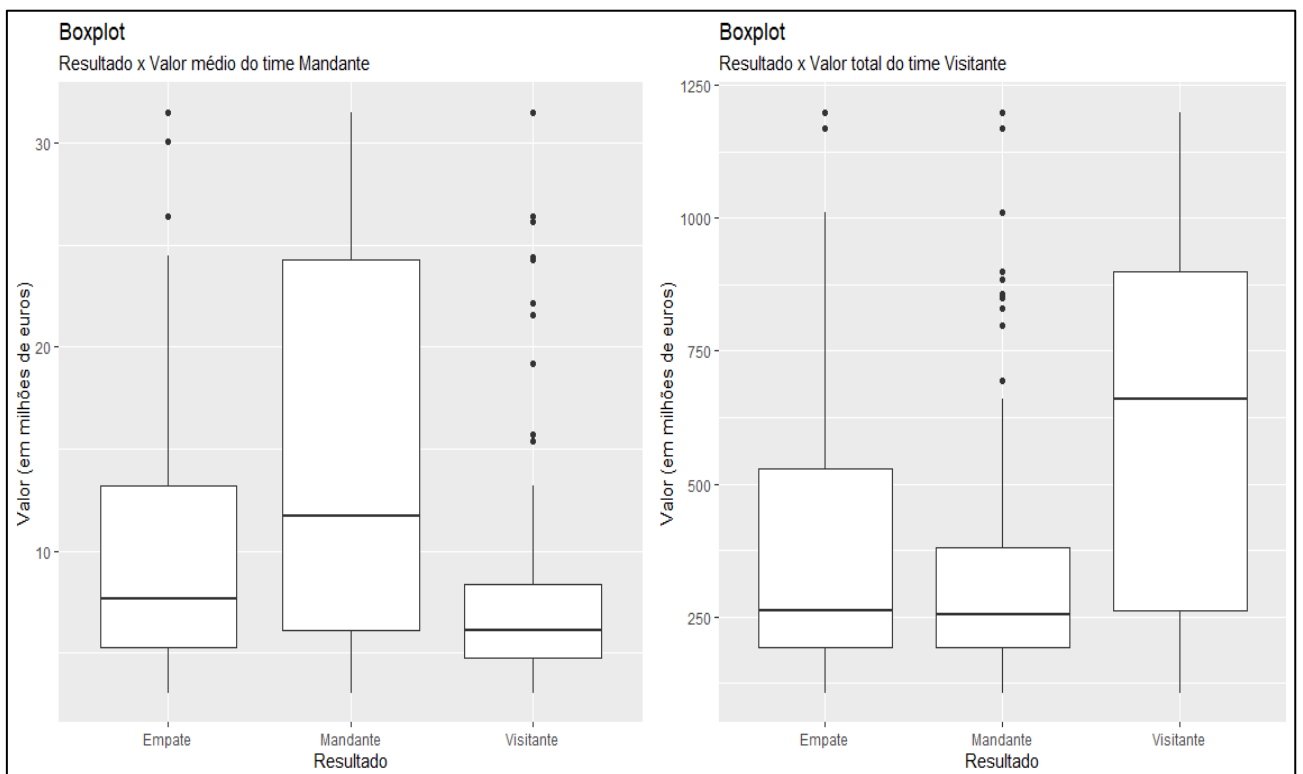 Boxplot
Resultado x Valor médio do time Mandante
Valor (em milhões de euros)
30
20
10
Empate
Mandante
Visitante
Resultado
Boxplot
Resultado x Valor total do time Visitante
Valor (em milhões de euros)
1250
1000
750
500
250
Empate
Mandante
Visitante
Resultado